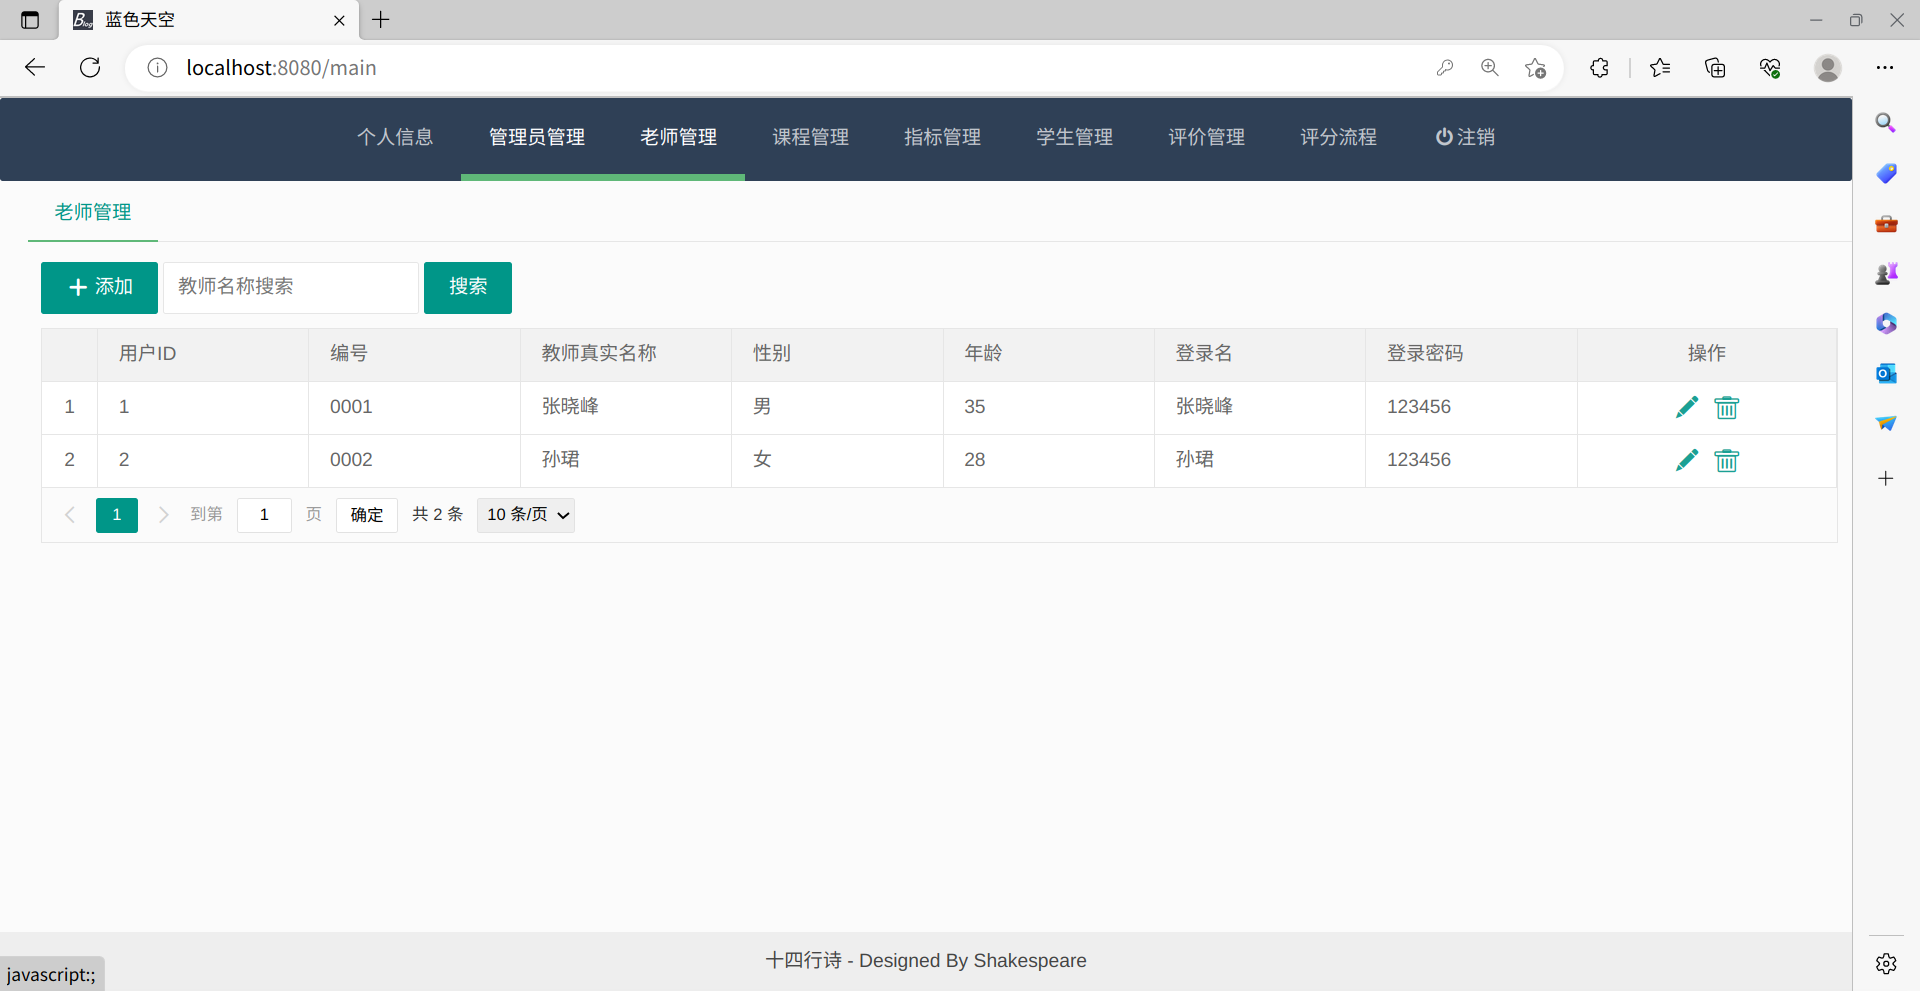 蓝色天空
localhost:8080/main
个人信息 管理员管理 老师管理 课程管理 指标管理 学生管理 评价管理 评分流程 注销
老师管理
添加 教师名称搜索 搜索
用户ID 编号 教师真实名称 性别 年龄 登录名 登录密码 操作
1 1 0001 张晓峰 男 35 张晓峰 123456
2 2 0002 孙珺 女 28 孙珺 123456
1 到第 1 页 确定 共 2 条 10 条/页
十四行诗 - Designed By Shakespeare
javascript:;